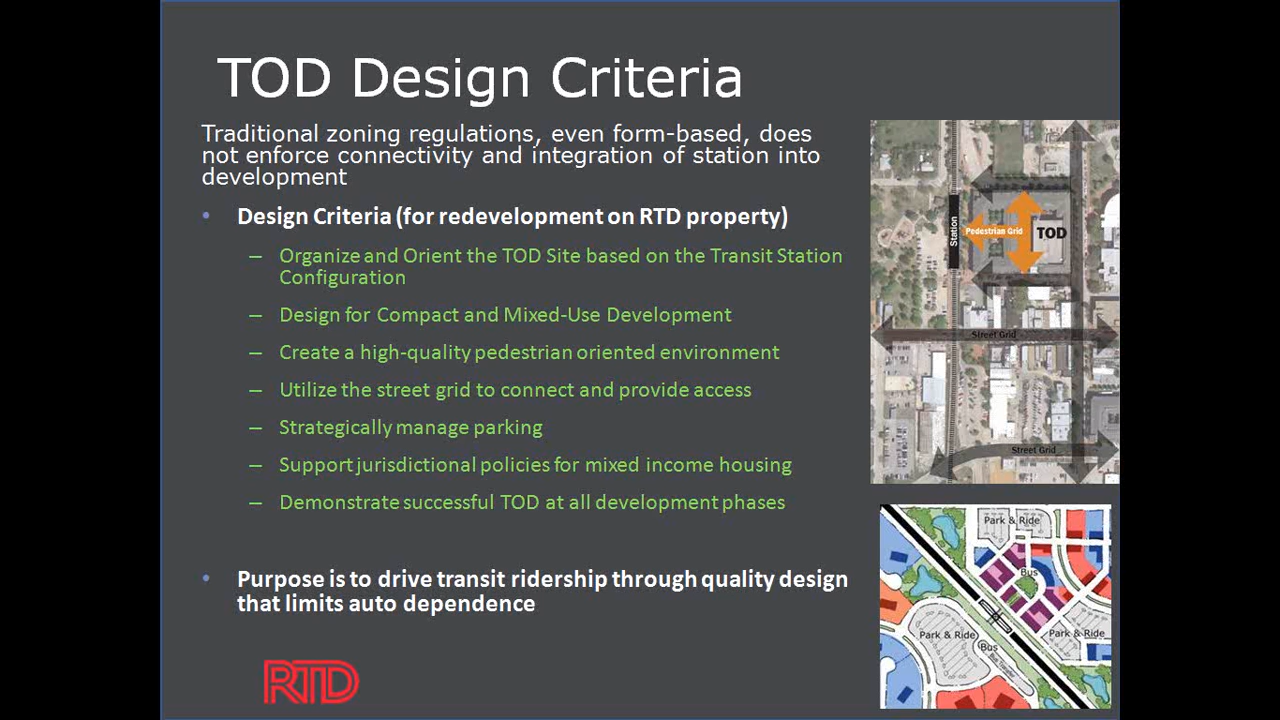 TOD Design Criteria
Traditional zoning regulations, even form-based, does
not enforce connectivity and integration of station into
development
• Design Criteria (for redevelopment on RTD property)
– Organize and Orient the TOD Site based on the Transit Station
Configuration
– Design for Compact and Mixed-Use Development
– Create a high-quality pedestrian oriented environment
– Utilize the street grid to connect and provide access
– Strategically manage parking
– Support jurisdictional policies for mixed income housing
– Demonstrate successful TOD at all development phases
• Purpose is to drive transit ridership through quality design
that limits auto dependence
RTD
Station
Pedestrian Grid
TOD
Street Grid
Street Grid
Park & Ride
Bus
Park & Ride
Park & Ride
Bus
Bus Transfer